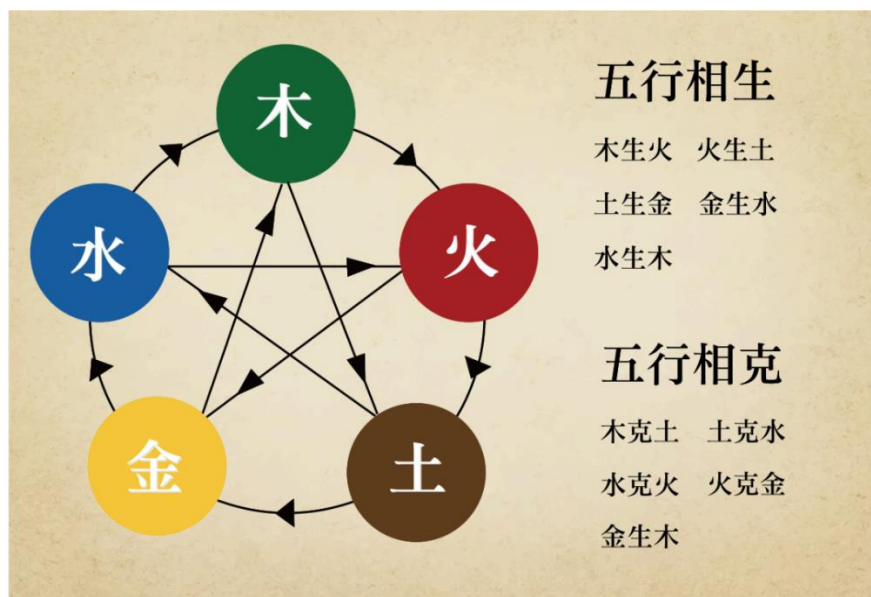 木
水
火
金
土
五行相生
木生火 火生土
土生金 金生水
水生木
五行相克
木克土 土克水
水克火 火克金
金生木